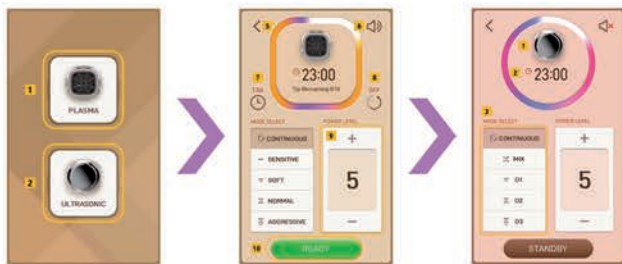 1
PLASMA
2
ULTRASONIC
5
6
23:00
7
8
MODE SELECT
POWER LEVEL
CONTINUOUS
9
+
SENSITIVE
SOFT
5
NORMAL
AGGRESSIVE
-
10
READY
1
2
23:00
3
MODE SELECT
POWER LEVEL
CONTINUOUS
+
MIX
01
5
02
03
-
STANDBY